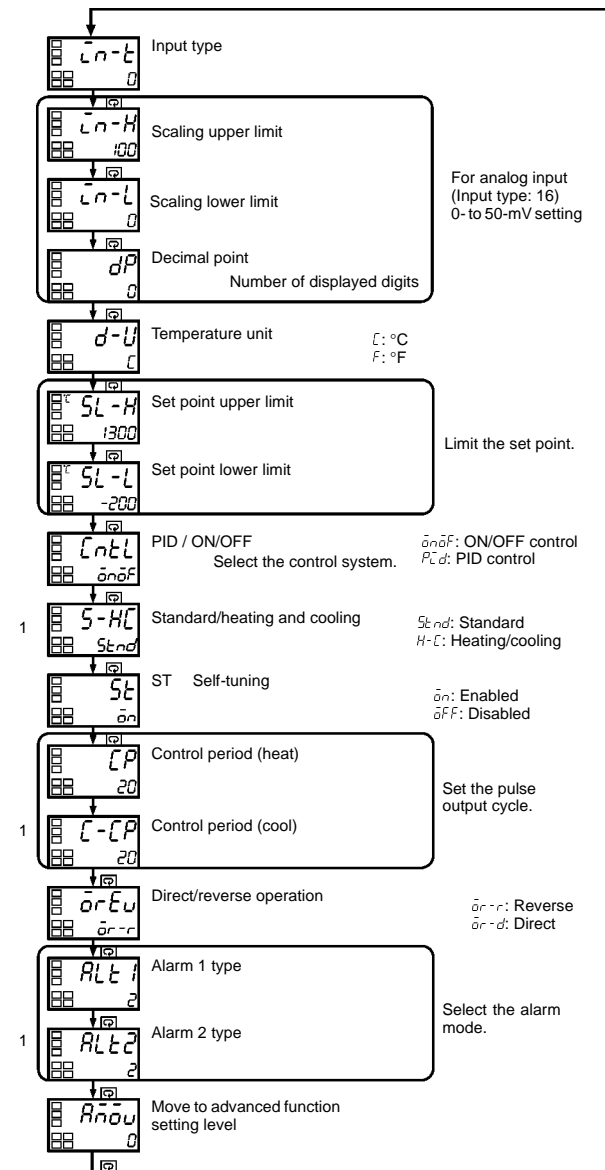 in-t
Input type
0
in-H
Scaling upper limit
100
in-L
Scaling lower limit
0
For analog input
(Input type: 16)
0- to 50-mV setting
dP
Decimal point
Number of displayed digits
0
d-U
Temperature unit
C
C: °C
F: °F
°C
SL-H
Set point upper limit
1300
°C
SL-L
Set point lower limit
-200
Limit the set point.
CntL
PID / ON/OFF
Select the control system.
onoF
onoF: ON/OFF control
Pid: PID control
1
S-HC
Standard/heating and cooling
Stnd
Stnd: Standard
H-C: Heating/cooling
St
ST Self-tuning
on
on: Enabled
oFF: Disabled
CP
Control period (heat)
20
1
C-CP
Control period (cool)
20
Set the pulse
output cycle.
orEv
Direct/reverse operation
or-r
or-r: Reverse
or-d: Direct
ALt1
Alarm 1 type
2
1
ALt2
Alarm 2 type
2
Select the alarm
mode.
Amov
Move to advanced function
setting level
0